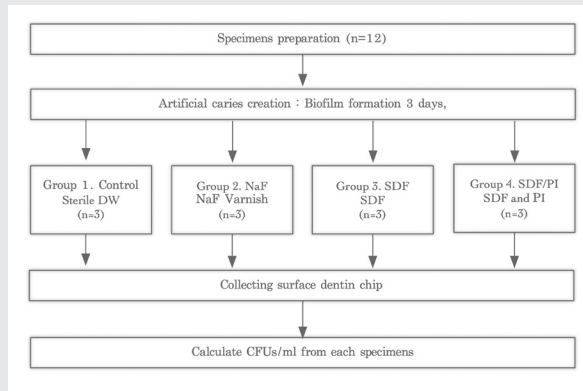 Specimens preparation (n=12)
Artificial caries creation : Biofilm formation 3 days,
Group 1. Control
Sterile DW
(n=3)
Group 2. NaF
NaF Varnish
(n=3)
Group 3. SDF
SDF
(n=3)
Group 4. SDF/PI
SDF and PI
(n=3)
Collecting surface dentin chip
Calculate CFUs/ml from each specimens